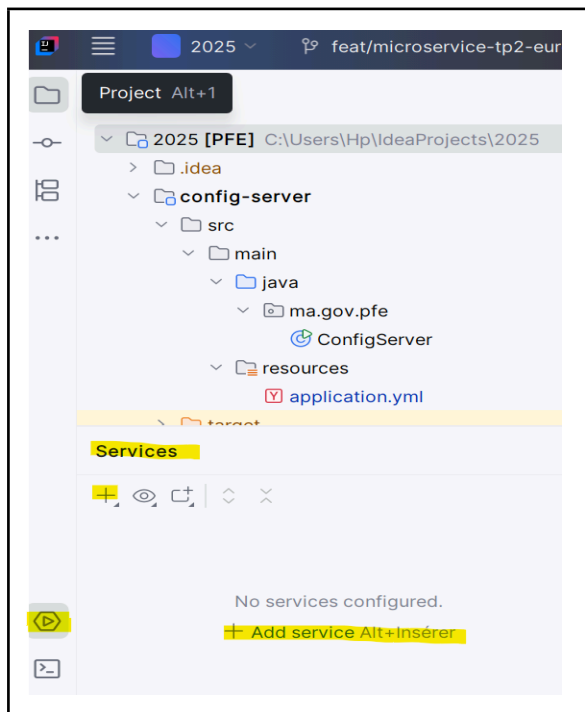 2025 feat/microservice-tp2-eur
Project Alt+1
2025 [PFE] C:\Users\Hp\IdeaProjects\2025
.idea
config-server
src
main
java
ma.gov.pfe
ConfigServer
resources
application.yml
target
Services
No services configured.
Add service Alt+Insérer